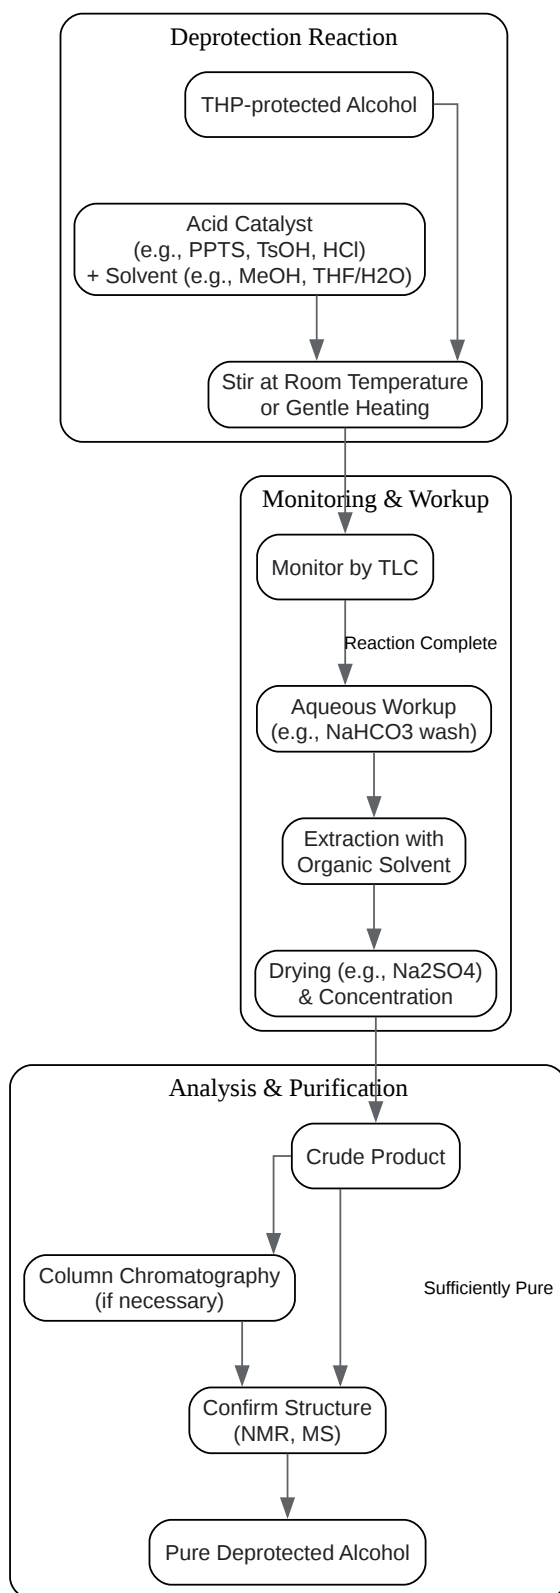 Deprotection Reaction
THP-protected Alcohol
Acid Catalyst
(e.g., PPTS, TsOH, HCl)
+ Solvent (e.g., MeOH, THF/H2O)
Stir at Room Temperature
or Gentle Heating
Monitoring & Workup
Monitor by TLC
Reaction Complete
Aqueous Workup
(e.g., NaHCO3 wash)
Extraction with
Organic Solvent
Drying (e.g., Na2SO4)
& Concentration
Analysis & Purification
Crude Product
Column Chromatography
(if necessary)
Sufficiently Pure
Confirm Structure
(NMR, MS)
Pure Deprotected Alcohol